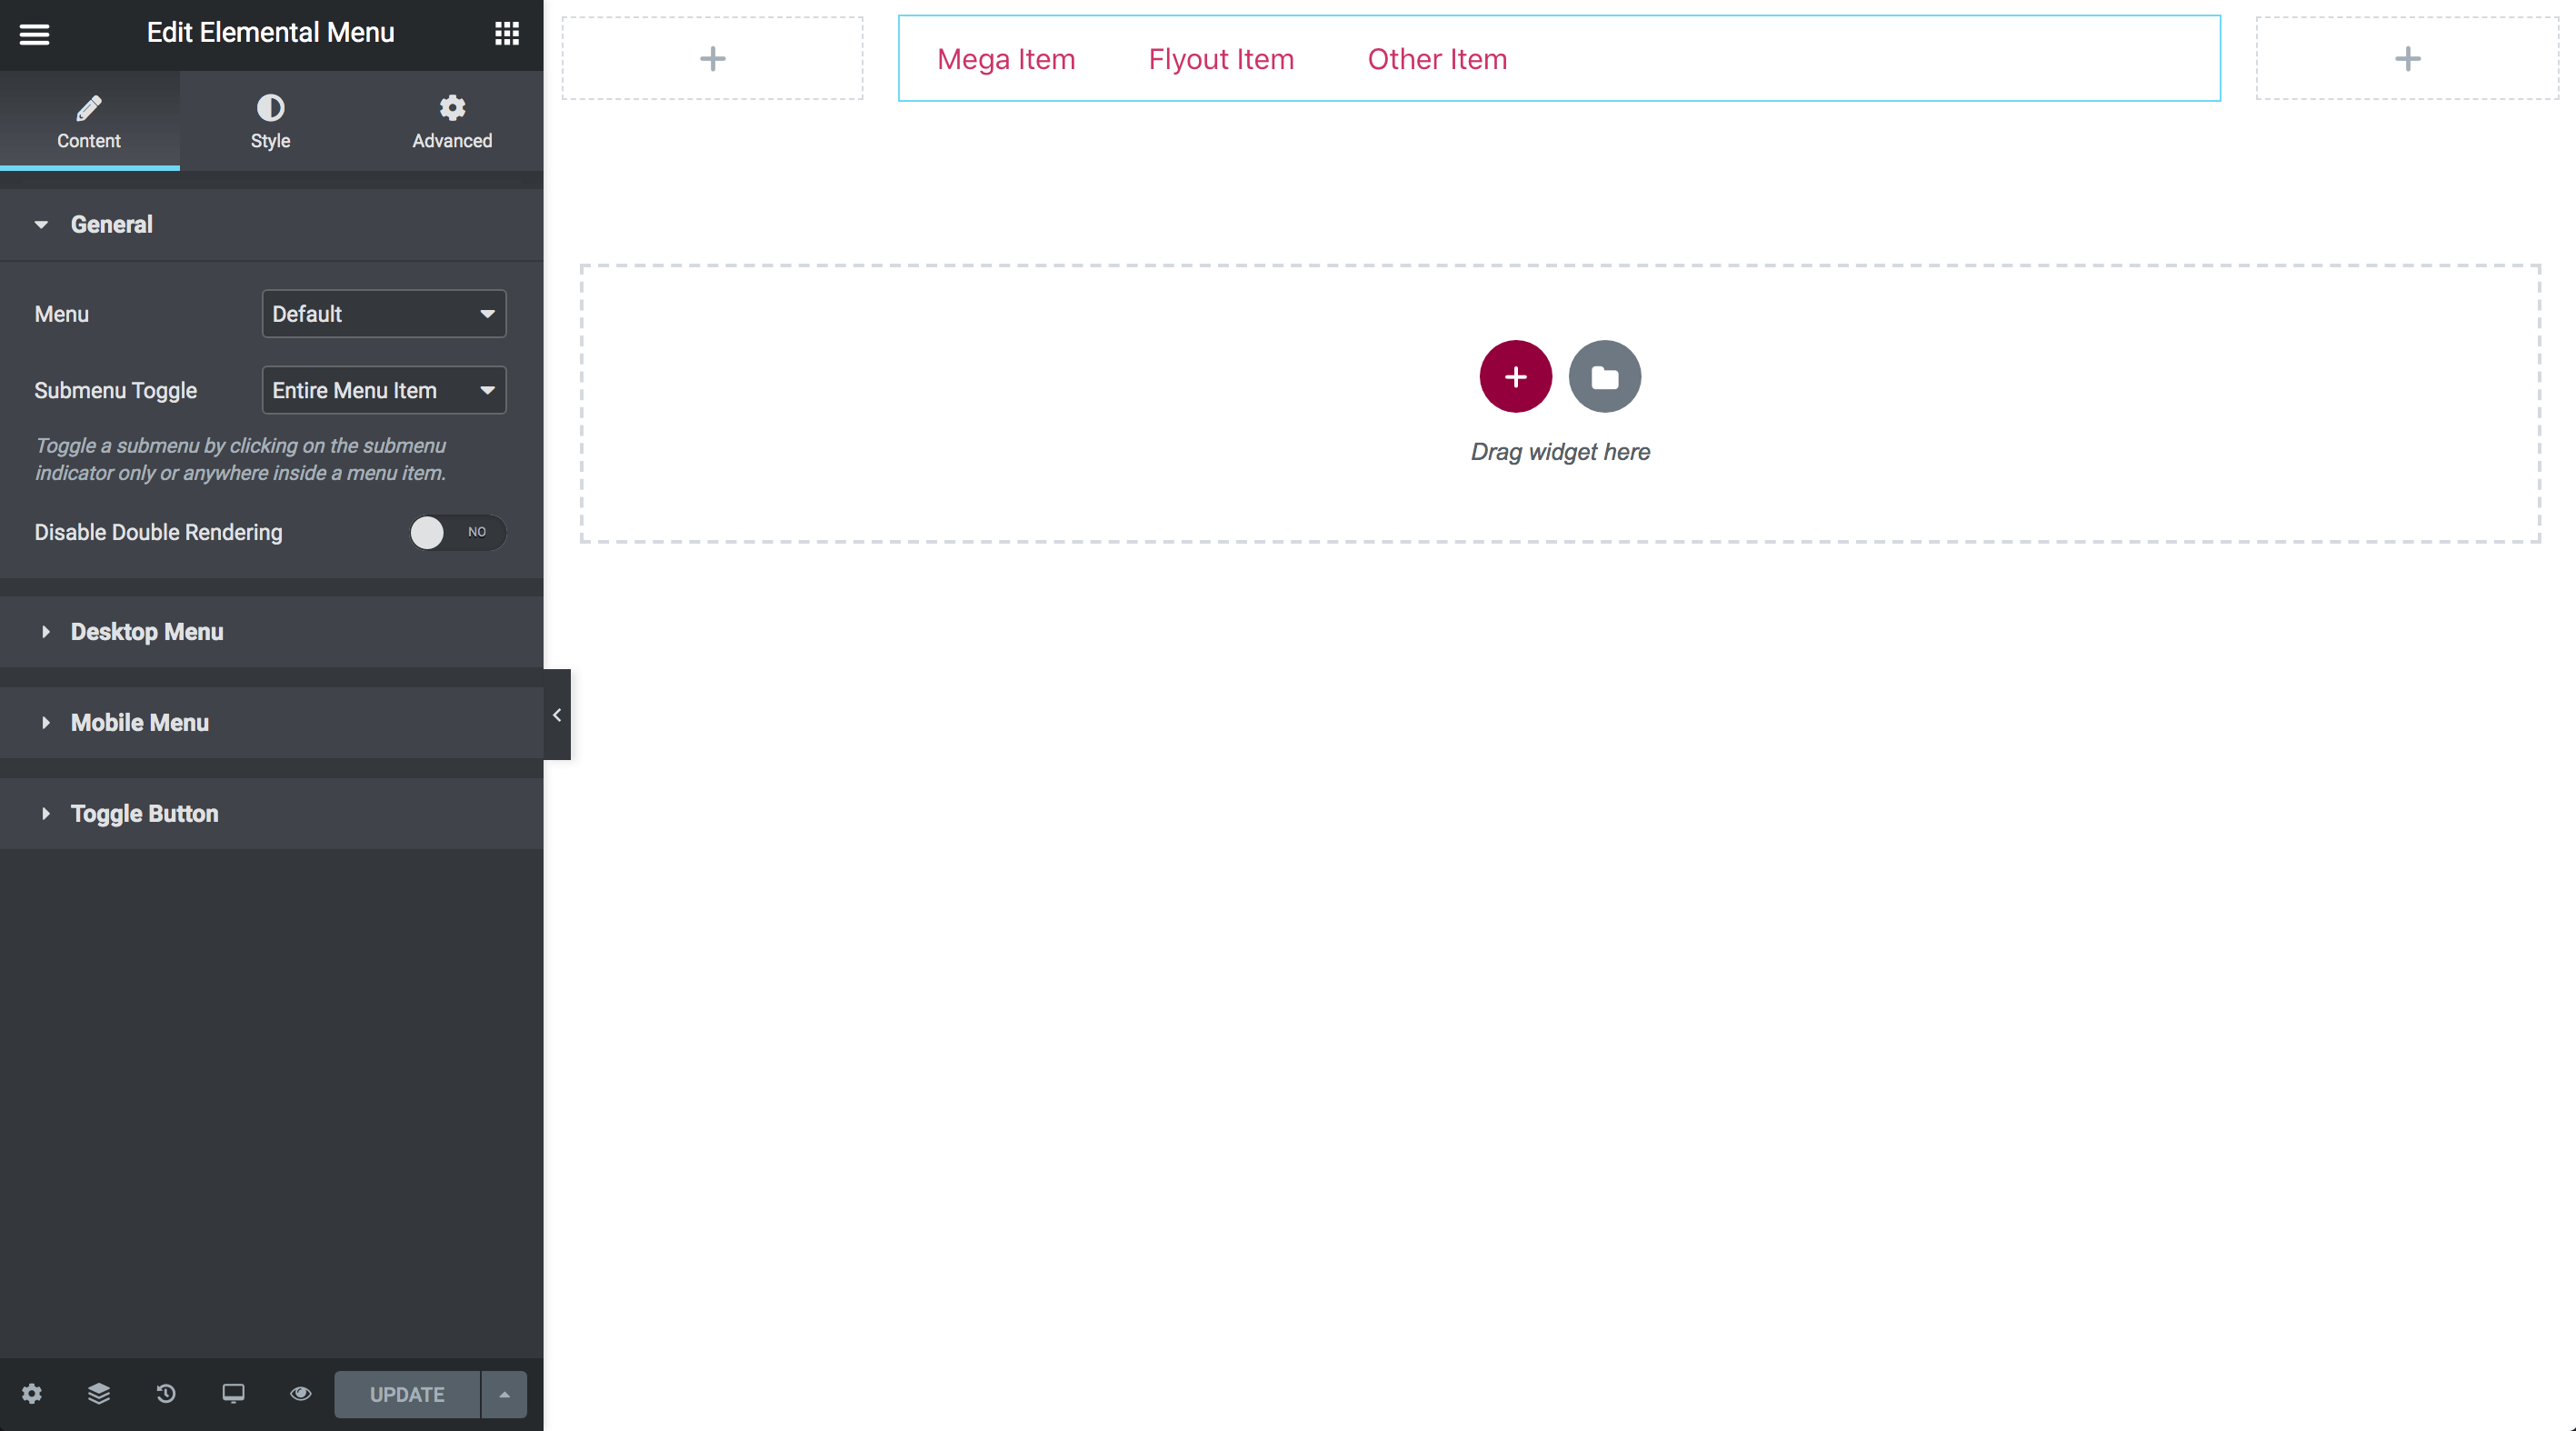 Edit Elemental Menu
Content
Style
Advanced
General
Menu
Default
Submenu Toggle
Entire Menu Item
Toggle a submenu by clicking on the submenu
indicator only or anywhere inside a menu item.
Disable Double Rendering
NO
Desktop Menu
Mobile Menu
Toggle Button
UPDATE
Mega Item
Flyout Item
Other Item
Drag widget here